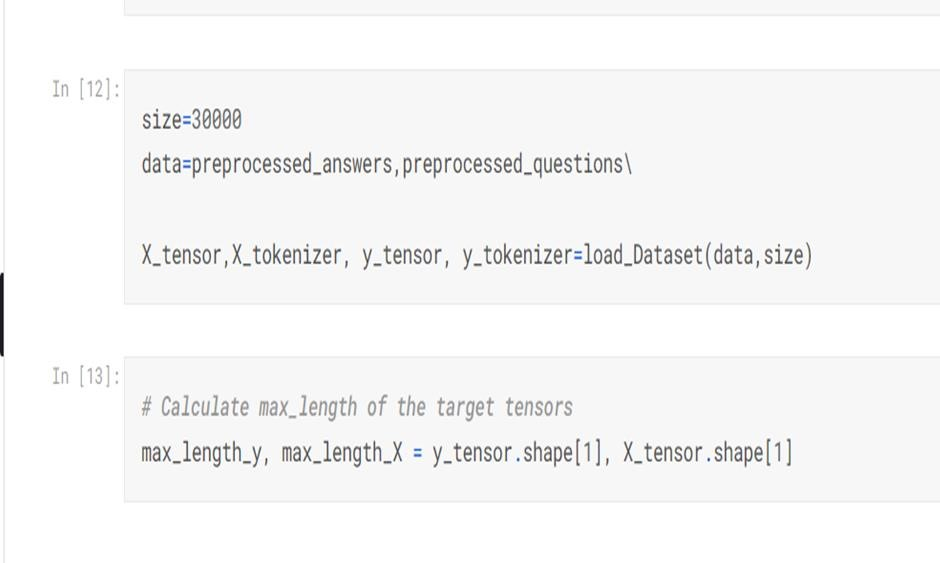 In [12]:
size=30000
data=preprocessed_answers,preprocessed_questions\
X_tensor,X_tokenizer, y_tensor, y_tokenizer=load_Dataset(data,size)
In [13]:
# Calculate max_length of the target tensors
max_length_y, max_length_X = y_tensor.shape[1], X_tensor.shape[1]